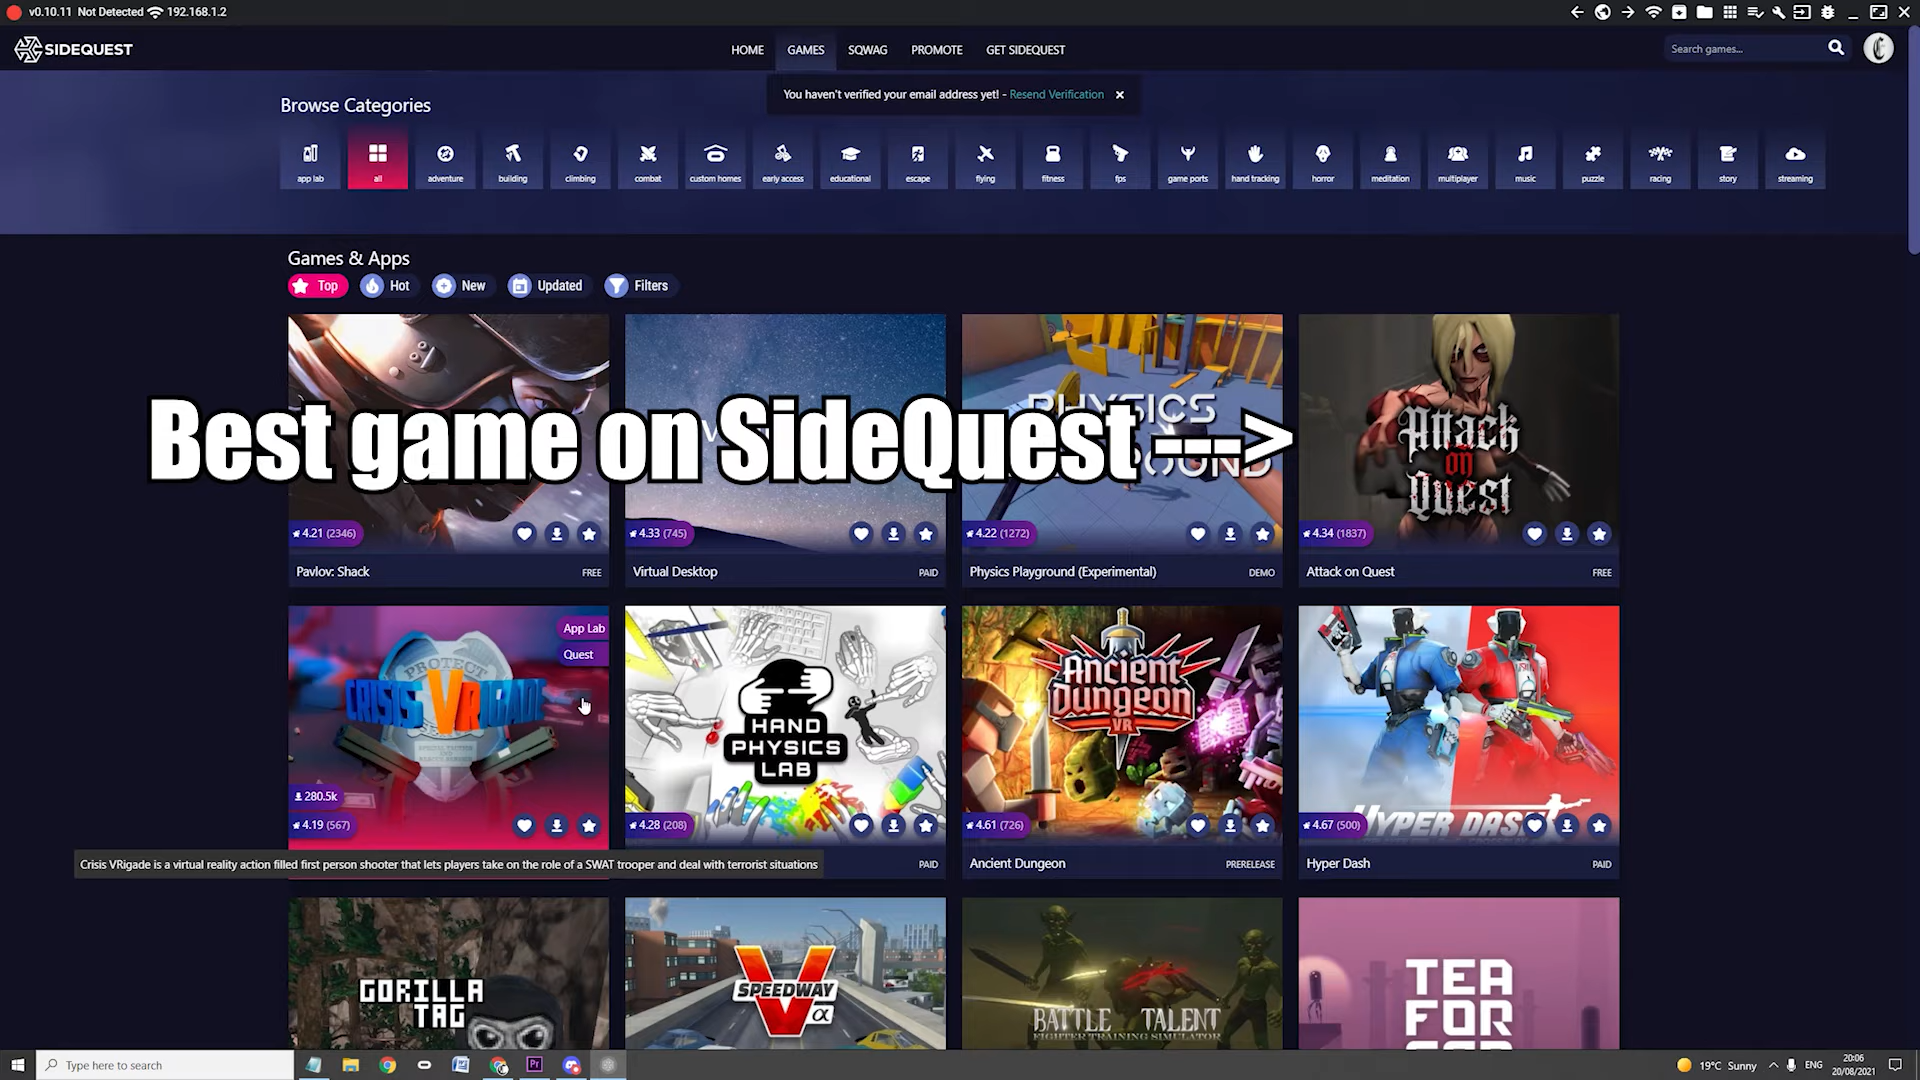 v0.10.11 Not Detected 192.168.1.2
SIDEQUEST
HOME GAMES SQWAG PROMOTE GET SIDEQUEST
Search games...
You haven't verified your email address yet! - Resend Verification ×
Browse Categories
app lab all adventure building climbing combat custom homes early access educational escape flying fitness fps game ports hand tracking horror meditation multiplayer music puzzle racing story streaming
Games & Apps
Top Hot New Updated Filters
Best game on SideQuest --->
PHYSICS
Attack on Quest
4.21 (2346)
4.33 (745)
4.22 (1272)
4.34 (1837)
Pavlov: Shack FREE
Virtual Desktop PAID
Physics Playground (Experimental) DEMO
Attack on Quest FREE
App Lab
Quest
PROTECT
CRISIS VRIGADE
HAND PHYSICS LAB
Ancient Dungeon VR
HYPER DASH
280.5k
4.19 (567)
4.28 (208)
4.61 (726)
4.67 (500)
Crisis VRigade is a virtual reality action filled first person shooter that lets players take on the role of a SWAT trooper and deal with terrorist situations
PAID
Ancient Dungeon PRERELEASE
Hyper Dash PAID
GORILLA TAG
V SPEEDWAY α
BATTLE TALENT
FIGHTER TRAINING SIMULATOR
TEA
FOR
Type here to search
19°C Sunny ENG 20:06
20/08/2021